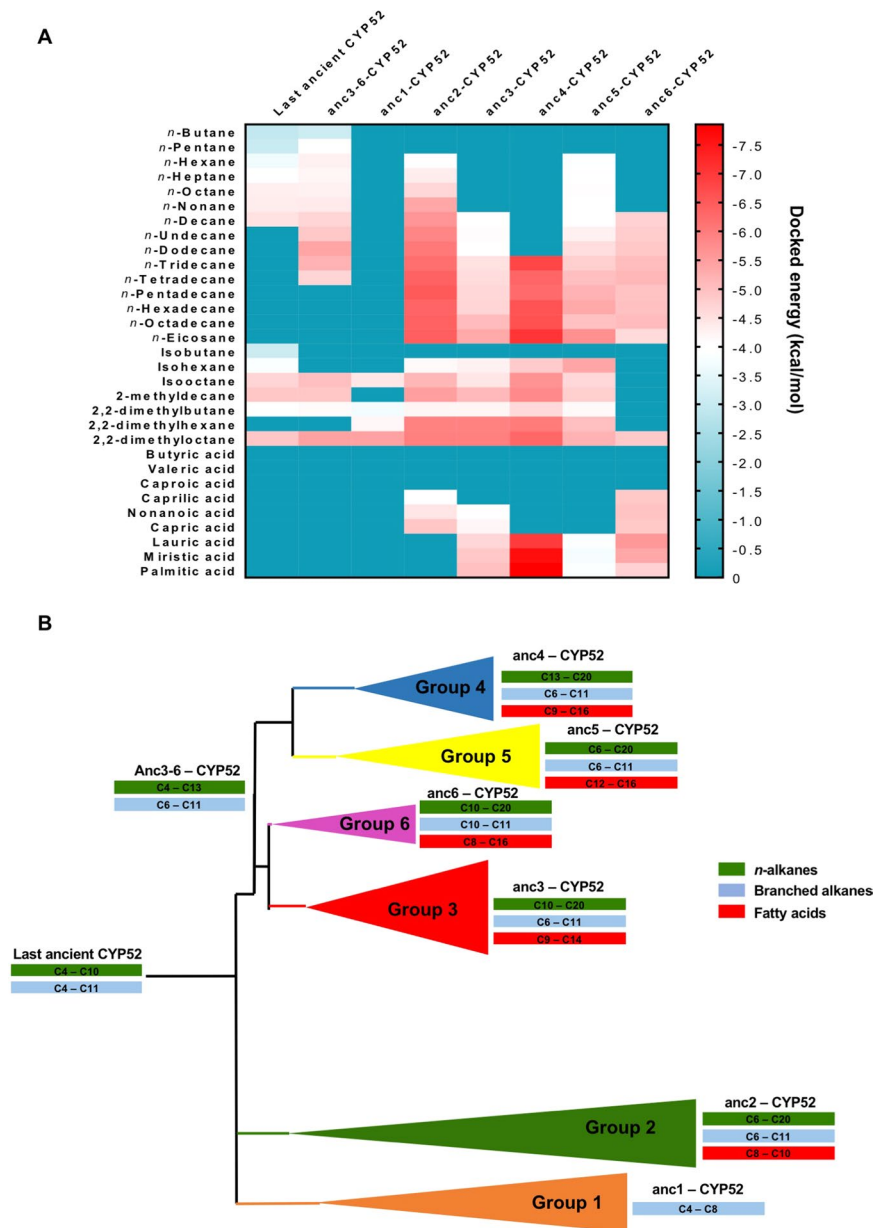 A
Last ancient CYP52
anc3-6-CYP52
anc1-CYP52
anc2-CYP52
anc3-CYP52
anc4-CYP52
anc5-CYP52
anc6-CYP52
n-Butane
n-Pentane
n-Hexane
n-Heptane
n-Octane
n-Nonane
n-Decane
n-Undecane
n-Dodecane
n-Tridecane
n-Tetradecane
n-Pentadecane
n-Hexadecane
n-Octadecane
n-Eicosane
Isobutane
Isohexane
Isooctane
2-methyldecane
2,2-dimethylbutane
2,2-dimethylhexane
2,2-dimethyloctane
Butyric acid
Valeric acid
Caproic acid
Caprilic acid
Nonanoic acid
Capric acid
Lauric acid
Miristic acid
Palmitic acid
-7.5
-7.0
-6.5
-6.0
-5.5
-5.0
-4.5
-4.0
-3.5
-3.0
-2.5
-2.0
-1.5
-1.0
-0.5
0
Docked energy (kcal/mol)
B
anc4 – CYP52
Group 4
C13 – C20
C6 – C11
C9 – C16
anc5 – CYP52
Group 5
C6 – C20
C6 – C11
C12 – C16
Anc3-6 – CYP52
C4 – C13
C6 – C11
anc6 – CYP52
Group 6
C10 – C20
C10 – C11
C8 – C16
anc3 – CYP52
Group 3
C10 – C20
C6 – C11
C9 – C14
n-alkanes
Branched alkanes
Fatty acids
Last ancient CYP52
C4 – C10
C4 – C11
anc2 – CYP52
Group 2
C6 – C20
C6 – C11
C8 – C10
anc1 – CYP52
Group 1
C4 – C8